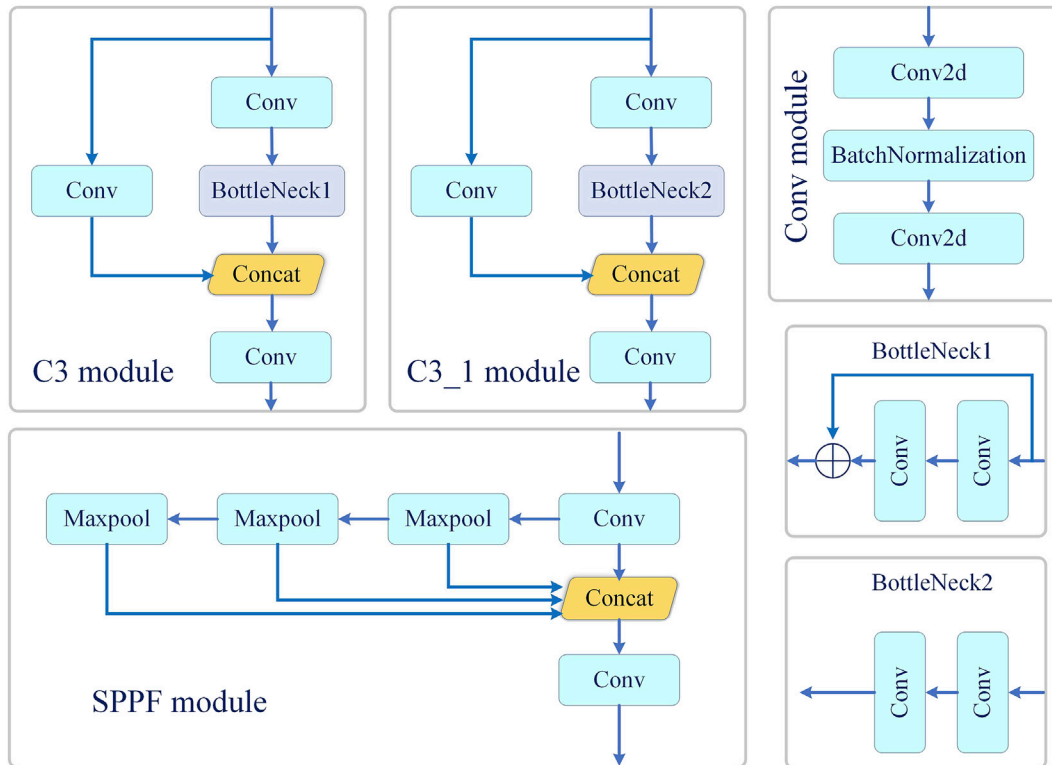 Conv
Conv
BottleNeck1
Concat
Conv
C3 module
Conv
Conv
BottleNeck2
Concat
Conv
C3_1 module
Conv module
Conv2d
BatchNormalization
Conv2d
BottleNeck1
Conv
Conv
Maxpool
Maxpool
Maxpool
Conv
Concat
Conv
SPPF module
BottleNeck2
Conv
Conv